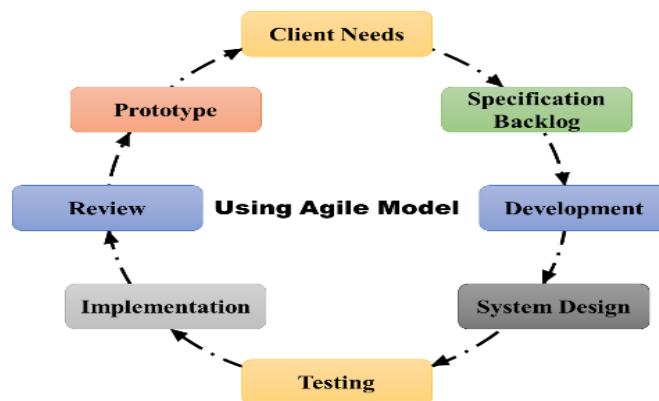 Client Needs
Prototype
Specification
Backlog
Review
Using Agile Model
Development
Implementation
System Design
Testing